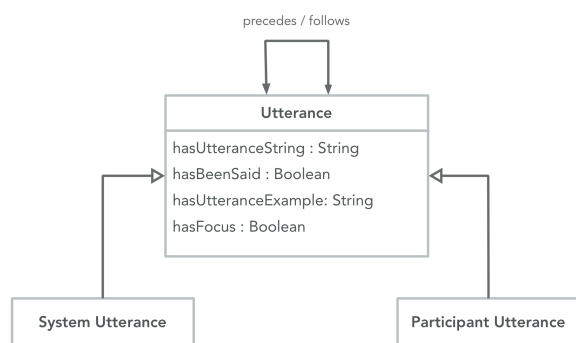 precedes / follows
Utterance
hasUtteranceString : String
hasBeenSaid : Boolean
hasUtteranceExample: String
hasFocus : Boolean
System Utterance
Participant Utterance